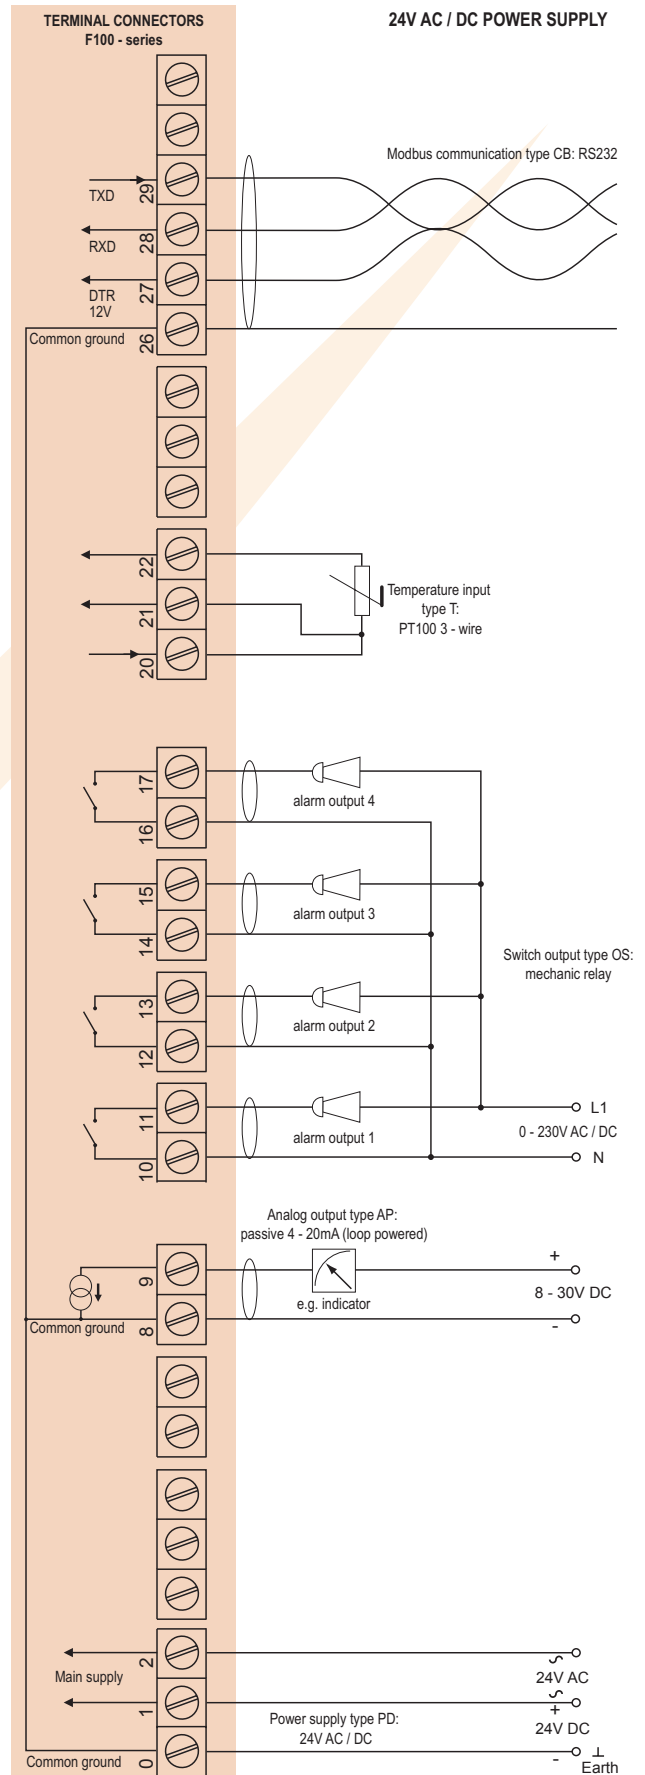 TERMINAL CONNECTORS
F100 - series
24V AC / DC POWER SUPPLY
Modbus communication type CB: RS232
29
TXD
28
RXD
27
DTR
12V
26
Common ground
22
21
20
Temperature input
type T:
PT100 3 - wire
17
alarm output 4
16
15
alarm output 3
14
Switch output type OS:
mechanic relay
13
alarm output 2
12
11
L1
alarm output 1
0 - 230V AC / DC
10
N
Analog output type AP:
passive 4 - 20mA (loop powered)
9
+
8 - 30V DC
e.g. indicator
8
Common ground
-
2
Main supply
24V AC
1
+
Power supply type PD:
24V AC / DC
24V DC
0
Common ground
-
Earth